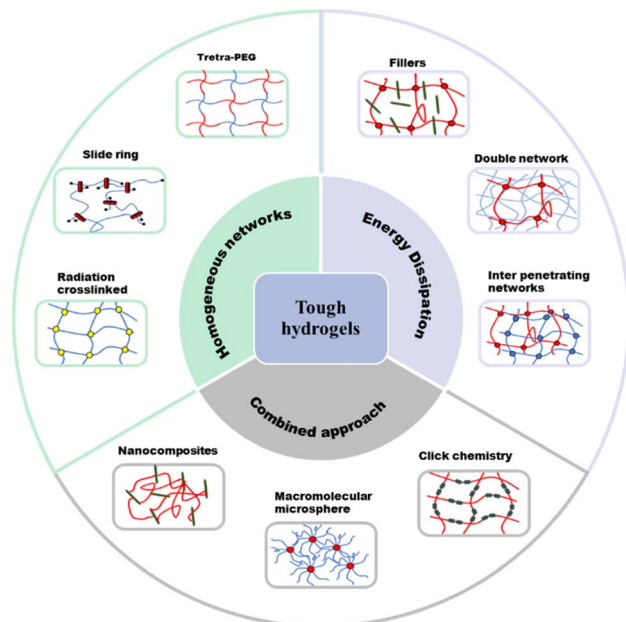 Tretra-PEG
Fillers
Slide ring
Double network
Radiation
crosslinked
Inter penetrating
networks
Homogeneous networks
Energy Dissipation
Tough
hydrogels
Combined approach
Nanocomposites
Macromolecular
microsphere
Click chemistry